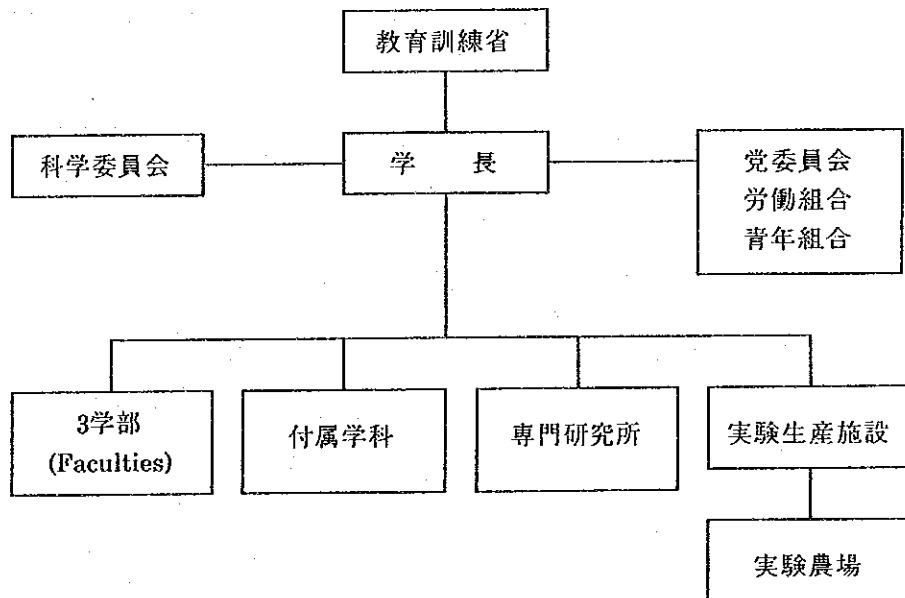 教育訓練省
科学委員会
学 長
党委員会
労働組合
青年組合
3学部
(Faculties)
付属学科
専門研究所
実験生産施設
実験農場